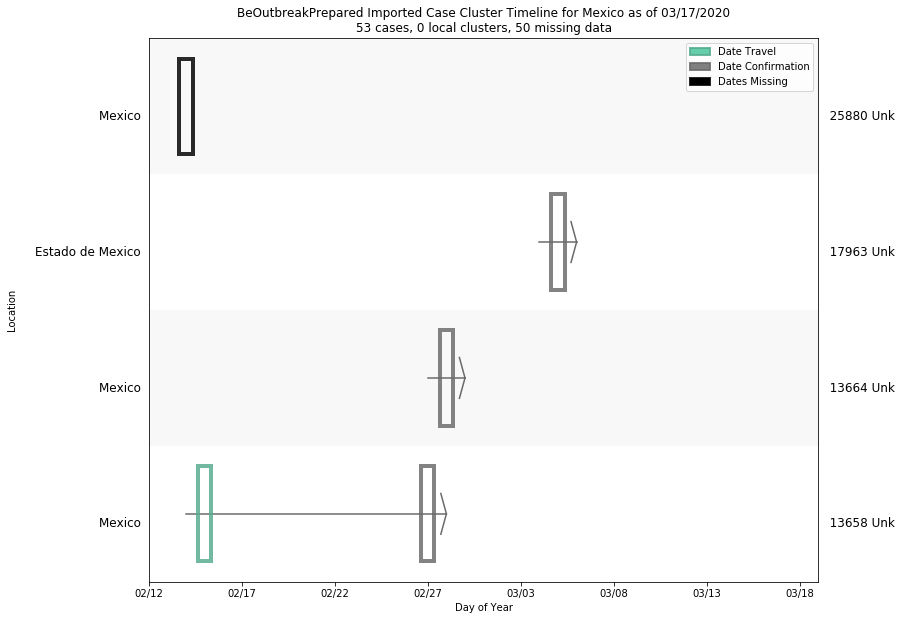 BeOutbreakPrepared Imported Case Cluster Timeline for Mexico as of 03/17/2020
53 cases, 0 local clusters, 50 missing data
Date Travel
Date Confirmation
Dates Missing
Mexico
25880 Unk
Estado de Mexico
17963 Unk
Location
Mexico
13664 Unk
Mexico
13658 Unk
02/12 02/17 02/22 02/27 03/03 03/08 03/13 03/18
Day of Year